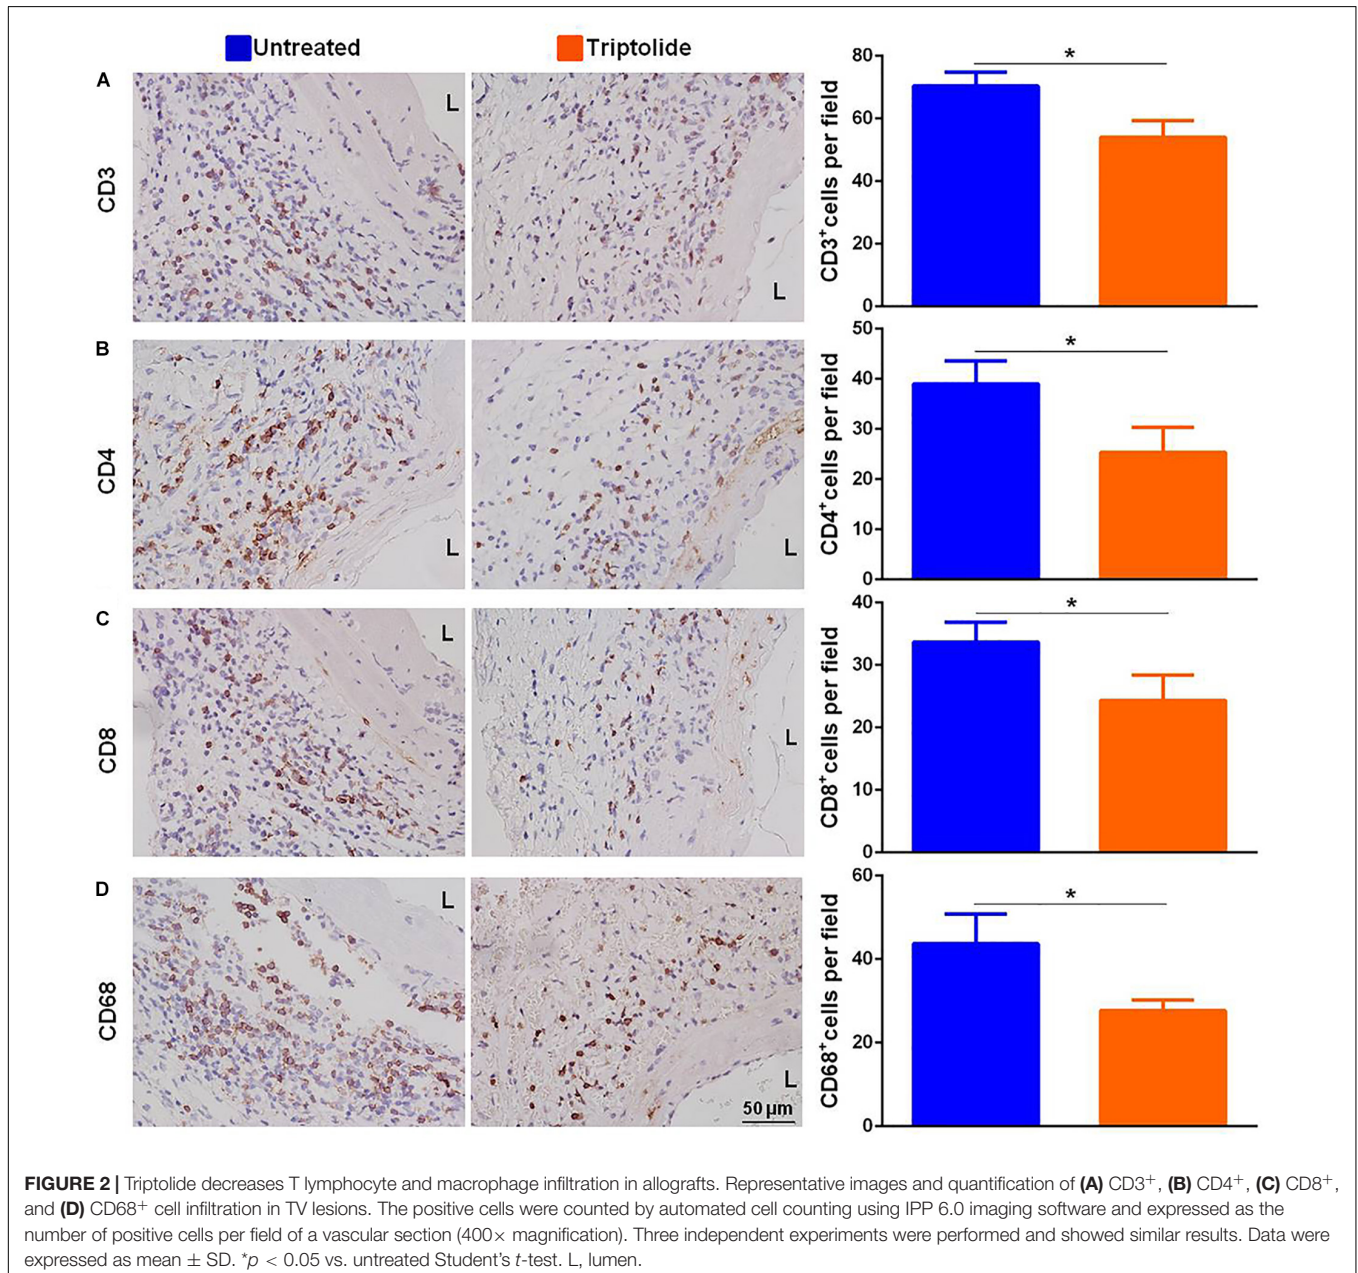 Untreated
Triptolide
A
CD3
L
L
CD3⁺cells per field
80
60
40
20
0
*
B
CD4
L
L
CD4⁺cells per field
50
40
30
20
10
0
*
C
CD8
L
L
CD8⁺cells per field
40
30
20
10
0
*
D
CD68
L
L
50 µm
CD68⁺cells per field
60
40
20
0
*
FIGURE 2 | Triptolide decreases T lymphocyte and macrophage infiltration in allografts. Representative images and quantification of (A) CD3+, (B) CD4+, (C) CD8+,
and (D) CD68+ cell infiltration in TV lesions. The positive cells were counted by automated cell counting using IPP 6.0 imaging software and expressed as the
number of positive cells per field of a vascular section (400× magnification). Three independent experiments were performed and showed similar results. Data were
expressed as mean ± SD. *p < 0.05 vs. untreated Student's t-test. L, lumen.